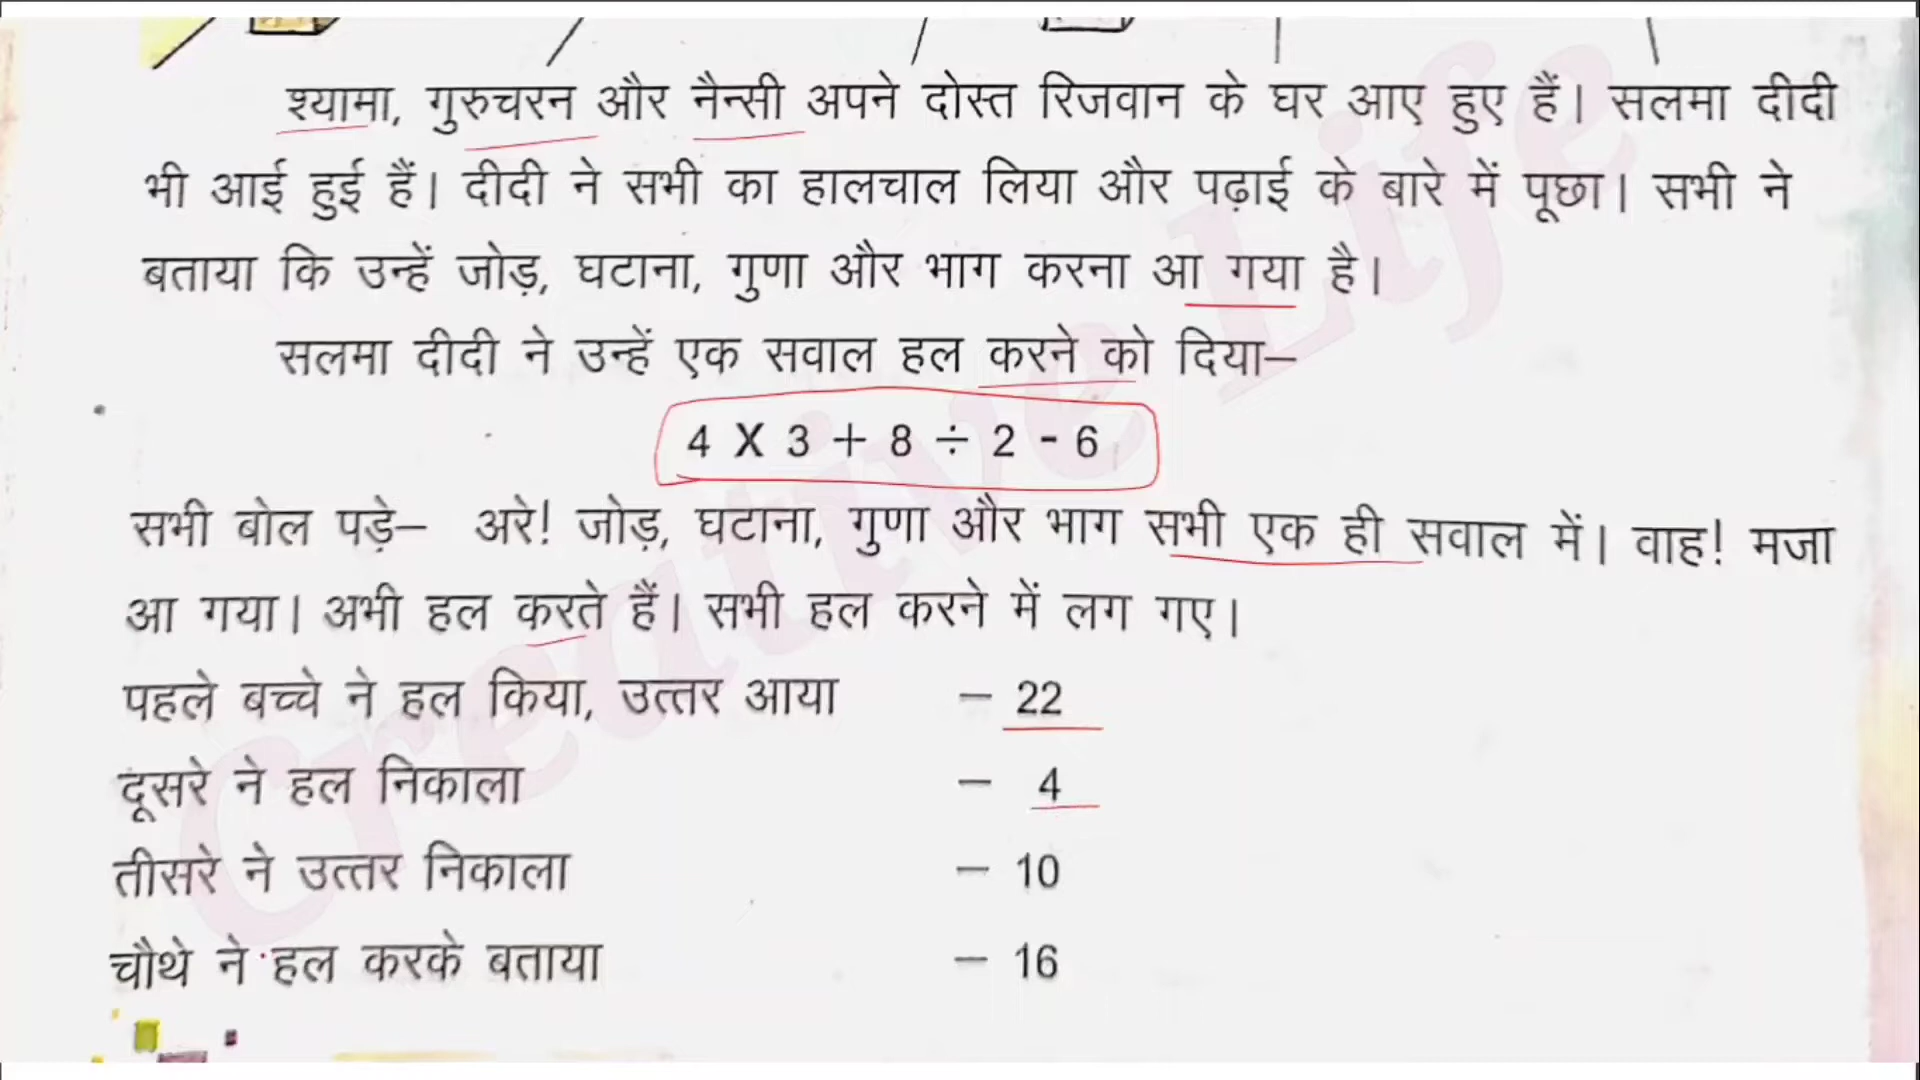 श्यामा, गुरुचरन और नैन्सी अपने दोस्त रिजवान के घर आए हुए हैं। सलमा दीदी
भी आई हुई हैं। दीदी ने सभी का हालचाल लिया और पढ़ाई के बारे में पूछा। सभी ने
बताया कि उन्हें जोड़, घटाना, गुणा और भाग करना आ गया है।
सलमा दीदी ने उन्हें एक सवाल हल करने को दिया–
4 X 3 + 8 ÷ 2 - 6
सभी बोल पड़े– अरे! जोड़, घटाना, गुणा और भाग सभी एक ही सवाल में। वाह! मजा
आ गया। अभी हल करते हैं। सभी हल करने में लग गए।
पहले बच्चे ने हल किया, उत्तर आया – 22
दूसरे ने हल निकाला – 4
तीसरे ने उत्तर निकाला – 10
चौथे ने हल करके बताया – 16
Creative Life